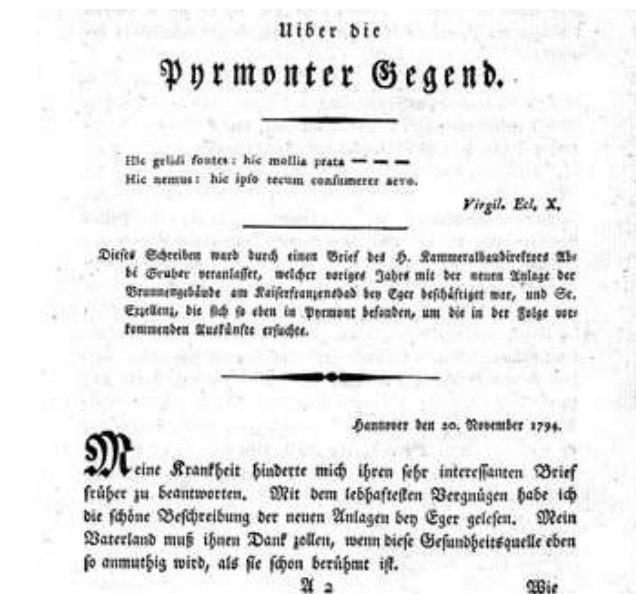 Uiber die
Pyrmonter Gegend.
Hic gelidi fontes: hic mollia prata — — —
Hic nemus: hic ipso tecum consumerer aevo.
Virgil. Ecl. X.
Dieses Schreiben ward durch einen Brief des H. Kammeralbaudirektors Ab-
bé Gruber veranlasset, welcher voriges Jahrs mit der neuen Anlage der
Brunnengebäude am Kaiserfranzensbad bey Eger beschäftiget war, und Se.
Exzellenz, die sich so eben in Pyrmont befanden, um die in der Folge vor-
kommenden Auskünfte ersuchte.
Hannover den 20. November 1794.
Meine Krankheit hinderte mich ihren sehr interessanten Brief
früher zu beantworten. Mit dem lebhaftesten Vergnügen habe ich
die schöne Beschreibung der neuen Anlagen bey Eger gelesen. Mein
Vaterland muß ihnen Dank zollen, wenn diese Gesundheitsquelle eben
so anmuthig wird, als sie schon berühmt ist.
A 2 Wie